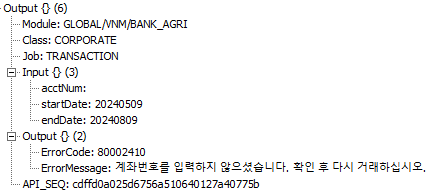 Output {} (6)
Module: GLOBAL/VNM/BANK_AGRI
Class: CORPORATE
Job: TRANSACTION
Input {} (3)
acctNum:
startDate: 20240509
endDate: 20240809
Output {} (2)
ErrorCode: 80002410
ErrorMessage: 계좌번호를 입력하지 않으셨습니다. 확인 후 다시 거래하십시오.
API_SEQ: cdffd0a025d6756a510640127a40775b